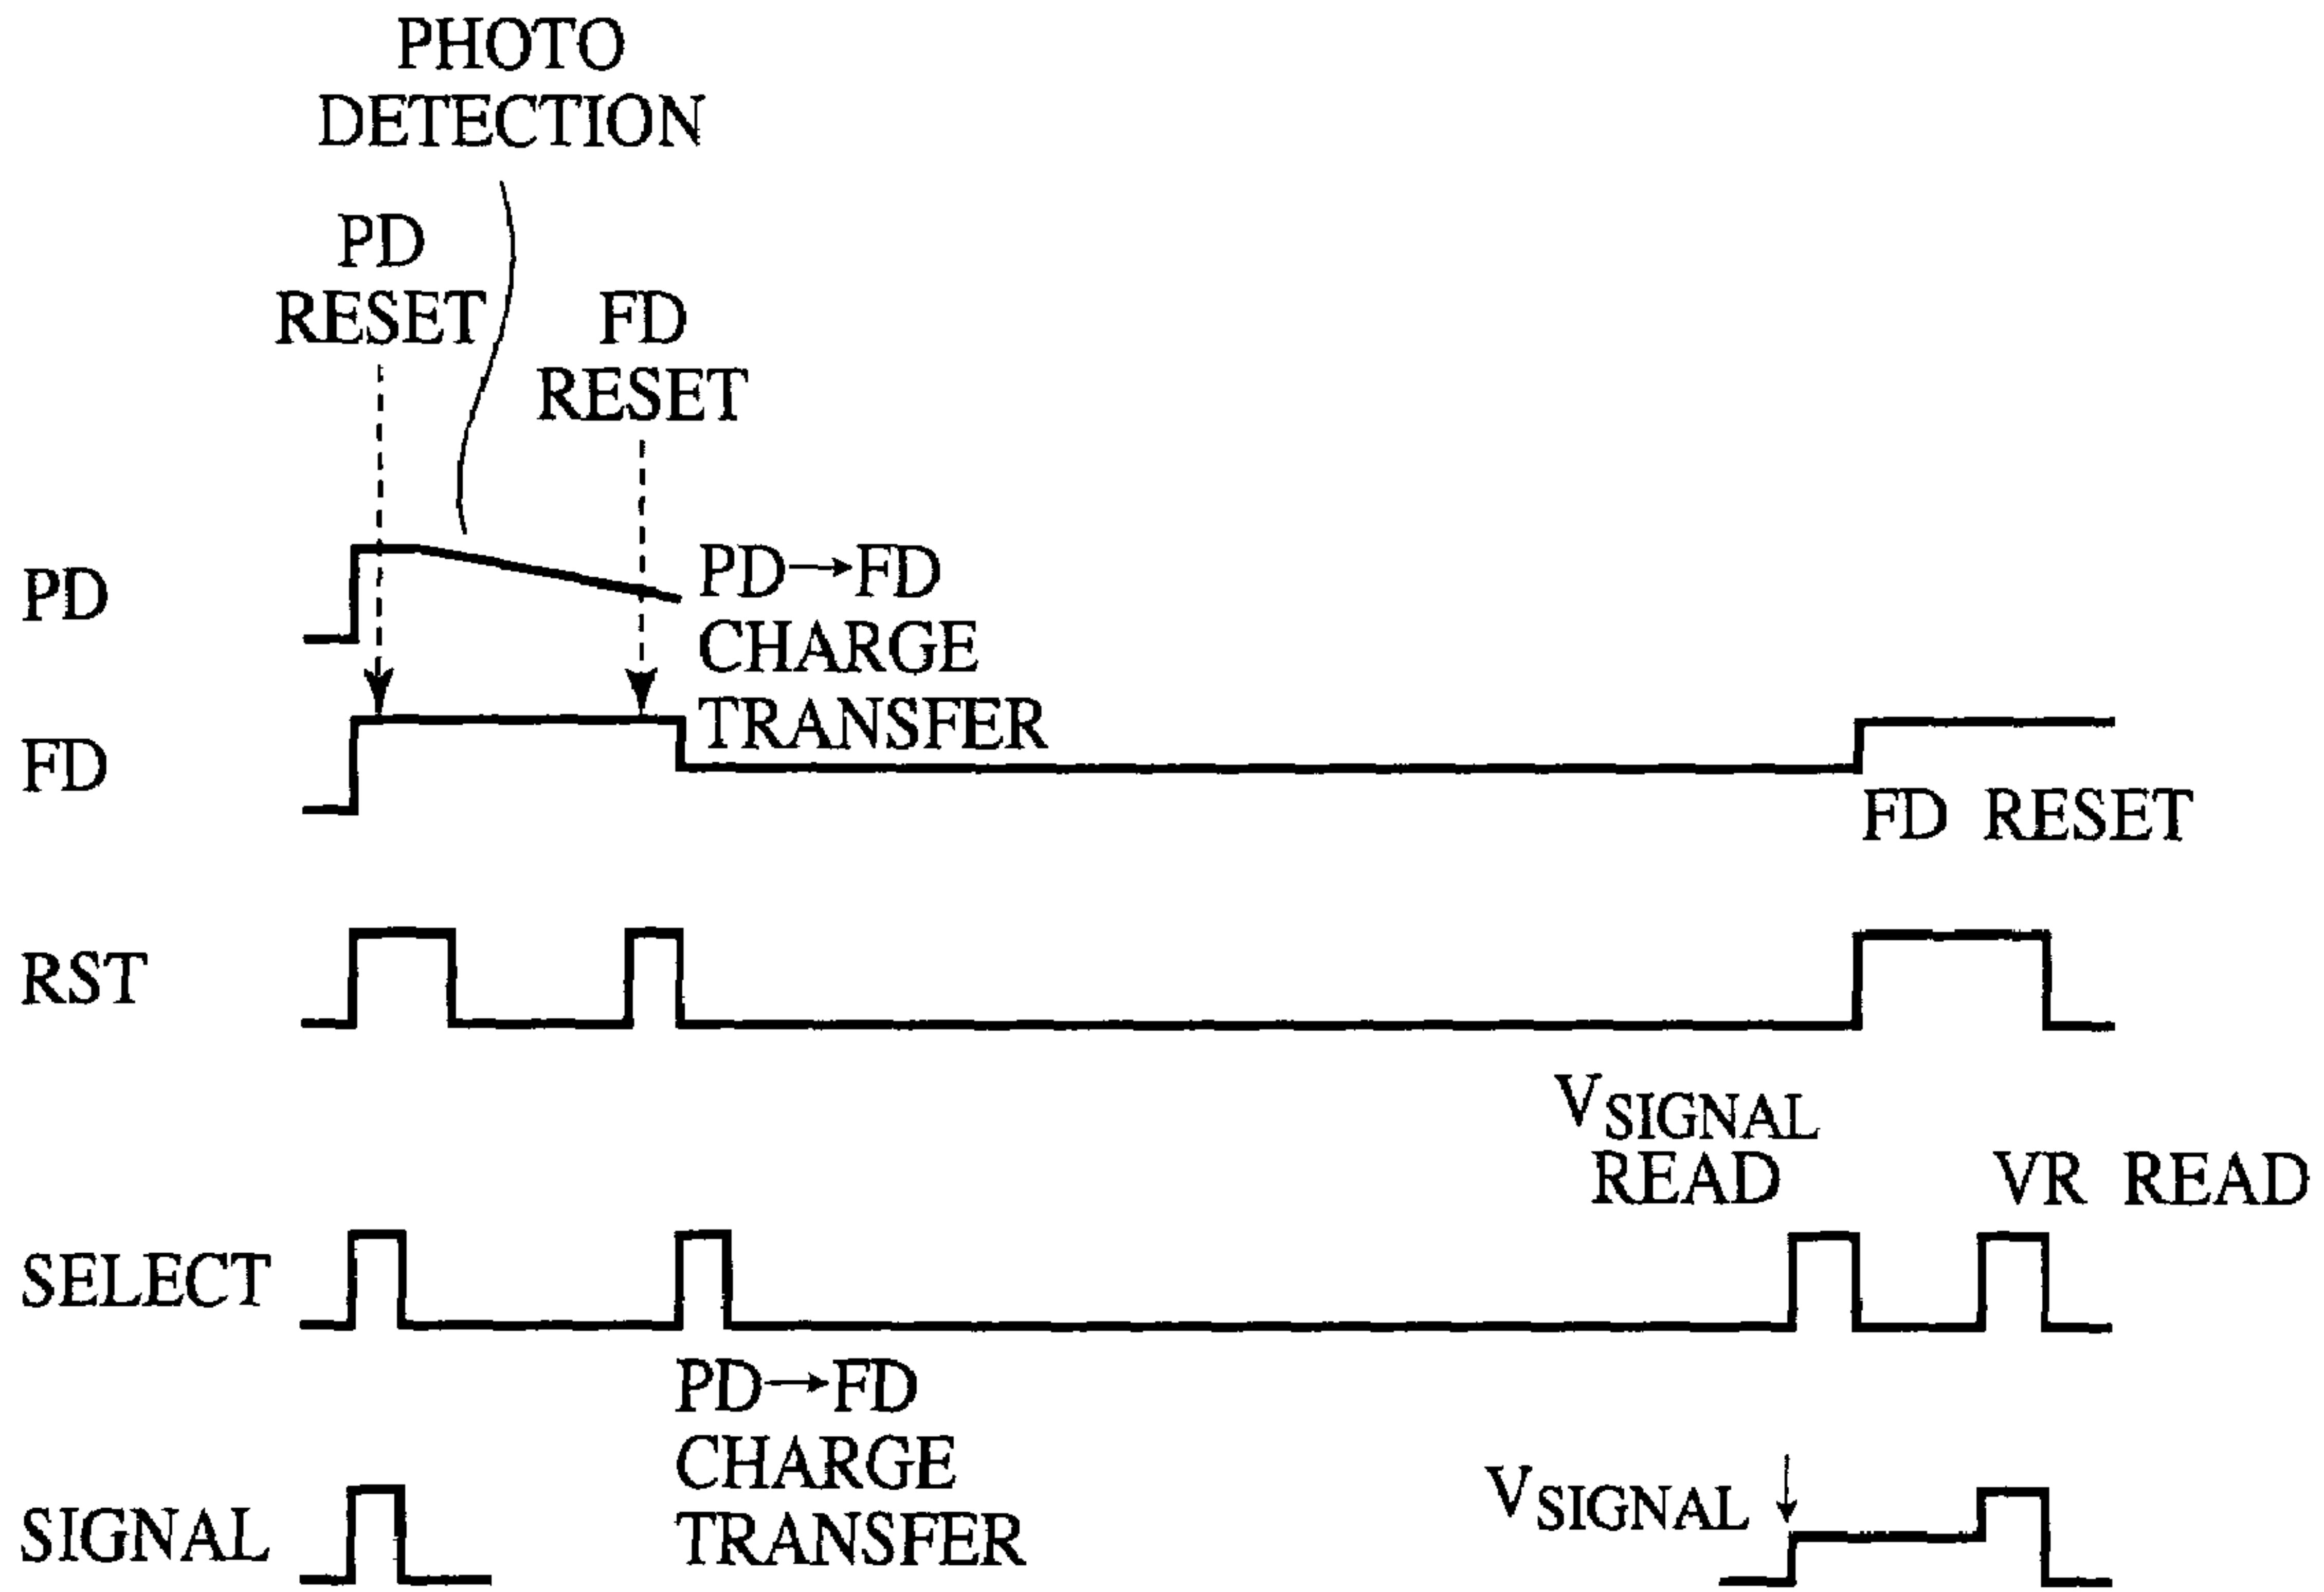 PHOTO
DETECTION
PD
RESET
FD
RESET
PD
PD→FD
CHARGE
TRANSFER
FD
FD RESET
RST
VSIGNAL
READ
VR READ
SELECT
PD→FD
CHARGE
TRANSFER
SIGNAL
VSIGNAL